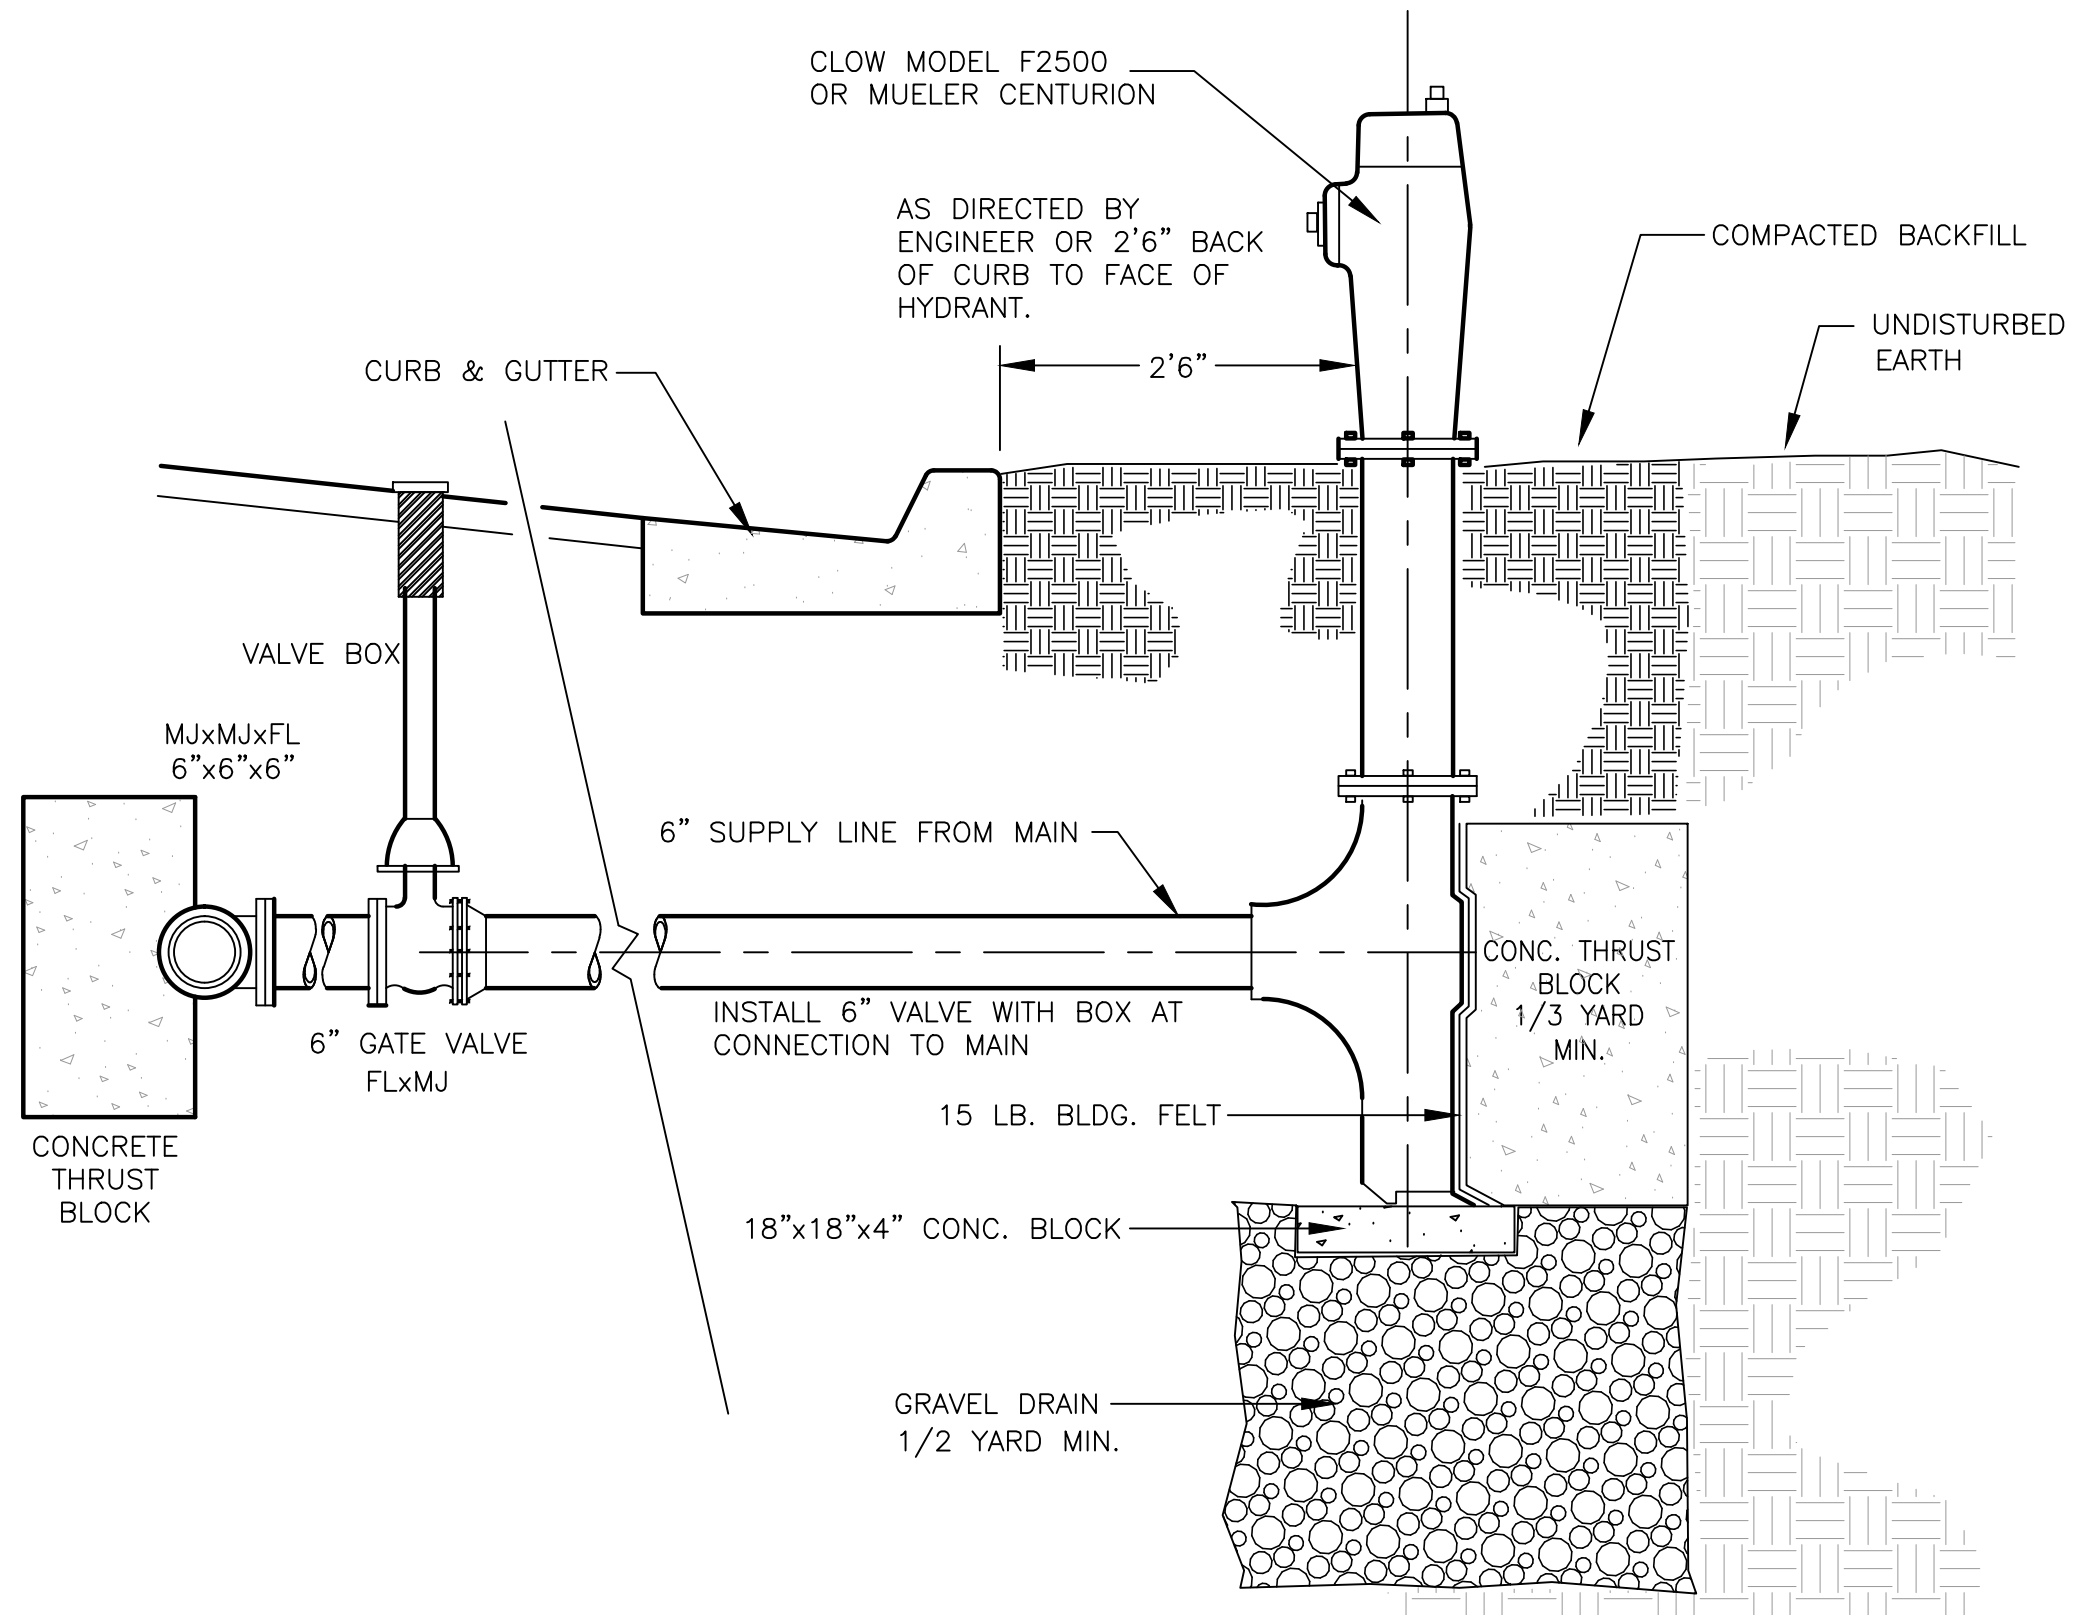 CLOW MODEL F2500
OR MUELER CENTURION
AS DIRECTED BY
ENGINEER OR 2'6" BACK
OF CURB TO FACE OF
HYDRANT.
COMPACTED BACKFILL
UNDISTURBED
EARTH
2'6"
CURB & GUTTER
VALVE BOX
MJxMJxFL
6"x6"x6"
6" SUPPLY LINE FROM MAIN
CONC. THRUST
BLOCK
1/3 YARD
MIN.
INSTALL 6" VALVE WITH BOX AT
CONNECTION TO MAIN
6" GATE VALVE
FLxMJ
15 LB. BLDG. FELT
CONCRETE
THRUST
BLOCK
18"x18"x4" CONC. BLOCK
GRAVEL DRAIN
1/2 YARD MIN.